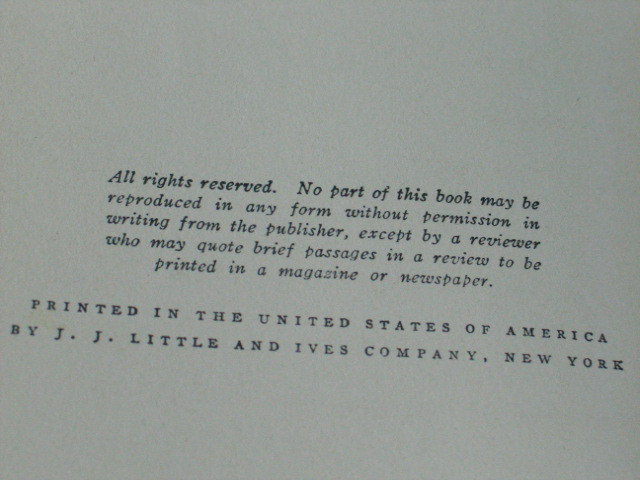 All rights reserved. No part of this book may be
reproduced in any form without permission in
writing from the publisher, except by a reviewer
who may quote brief passages in a review to be
printed in a magazine or newspaper.
PRINTED IN THE UNITED STATES OF AMERICA
BY J. J. LITTLE AND IVES COMPANY, NEW YORK